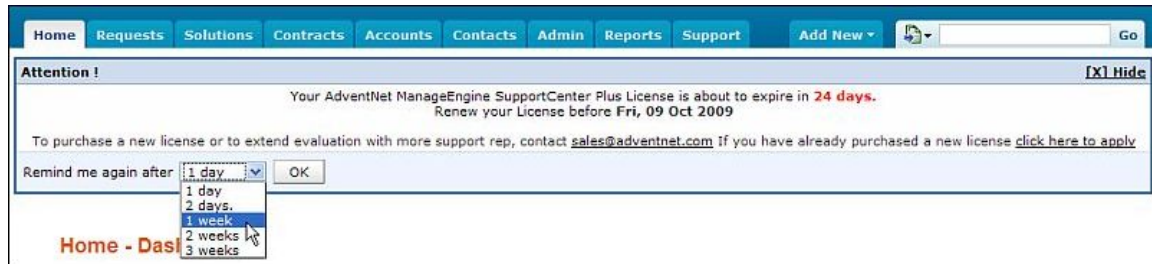 Home Requests Solutions Contracts Accounts Contacts Admin Reports Support Add New Go
Attention ! [X] Hide
Your AdventNet ManageEngine SupportCenter Plus License is about to expire in 24 days.
Renew your License before Fri, 09 Oct 2009
To purchase a new license or to extend evaluation with more support rep, contact sales@adventnet.com If you have already purchased a new license click here to apply
Remind me again after 1 day OK
1 day
2 days.
1 week
2 weeks
3 weeks
Home - Das